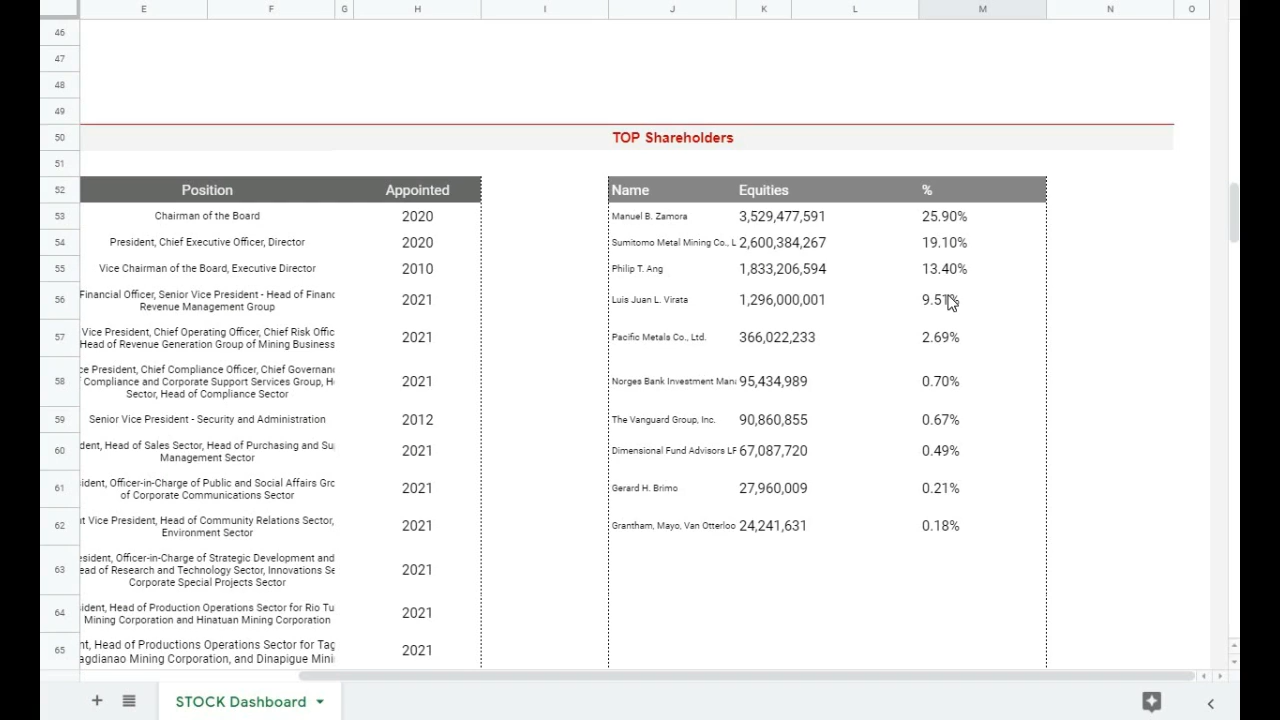 E F G H I J K L M N O
46
47
48
49
50 TOP Shareholders
51
52 Position Appointed Name Equities %
53 Chairman of the Board 2020 Manuel B. Zamora 3,529,477,591 25.90%
54 President, Chief Executive Officer, Director 2020 Sumitomo Metal Mining Co., L 2,600,384,267 19.10%
55 Vice Chairman of the Board, Executive Director 2010 Philip T. Ang 1,833,206,594 13.40%
Financial Officer, Senior Vice President - Head of Financ
56 2021 Luis Juan L. Virata 1,296,000,001 9.51%
Revenue Management Group
Vice President, Chief Operating Officer, Chief Risk Offic
57 2021 Pacific Metals Co., Ltd. 366,022,233 2.69%
Head of Revenue Generation Group of Mining Business
ce President, Chief Compliance Officer, Chief Governanc
58 Compliance and Corporate Support Services Group, H 2021 Norges Bank Investment Man 95,434,989 0.70%
Sector, Head of Compliance Sector
59 Senior Vice President - Security and Administration 2012 The Vanguard Group, Inc. 90,860,855 0.67%
dent, Head of Sales Sector, Head of Purchasing and Su
60 2021 Dimensional Fund Advisors LP 67,087,720 0.49%
Management Sector
ident, Officer-in-Charge of Public and Social Affairs Gro
61 2021 Gerard H. Brimo 27,960,009 0.21%
of Corporate Communications Sector
t Vice President, Head of Community Relations Sector,
62 2021 Grantham, Mayo, Van Otterloo 24,241,631 0.18%
Environment Sector
esident, Officer-in-Charge of Strategic Development and
63 ead of Research and Technology Sector, Innovations Se 2021
Corporate Special Projects Sector
ident, Head of Production Operations Sector for Rio Tu
64 2021
Mining Corporation and Hinatuan Mining Corporation
nt, Head of Productions Operations Sector for Tag
65 2021
agdianao Mining Corporation, and Dinapigue Mini
STOCK Dashboard